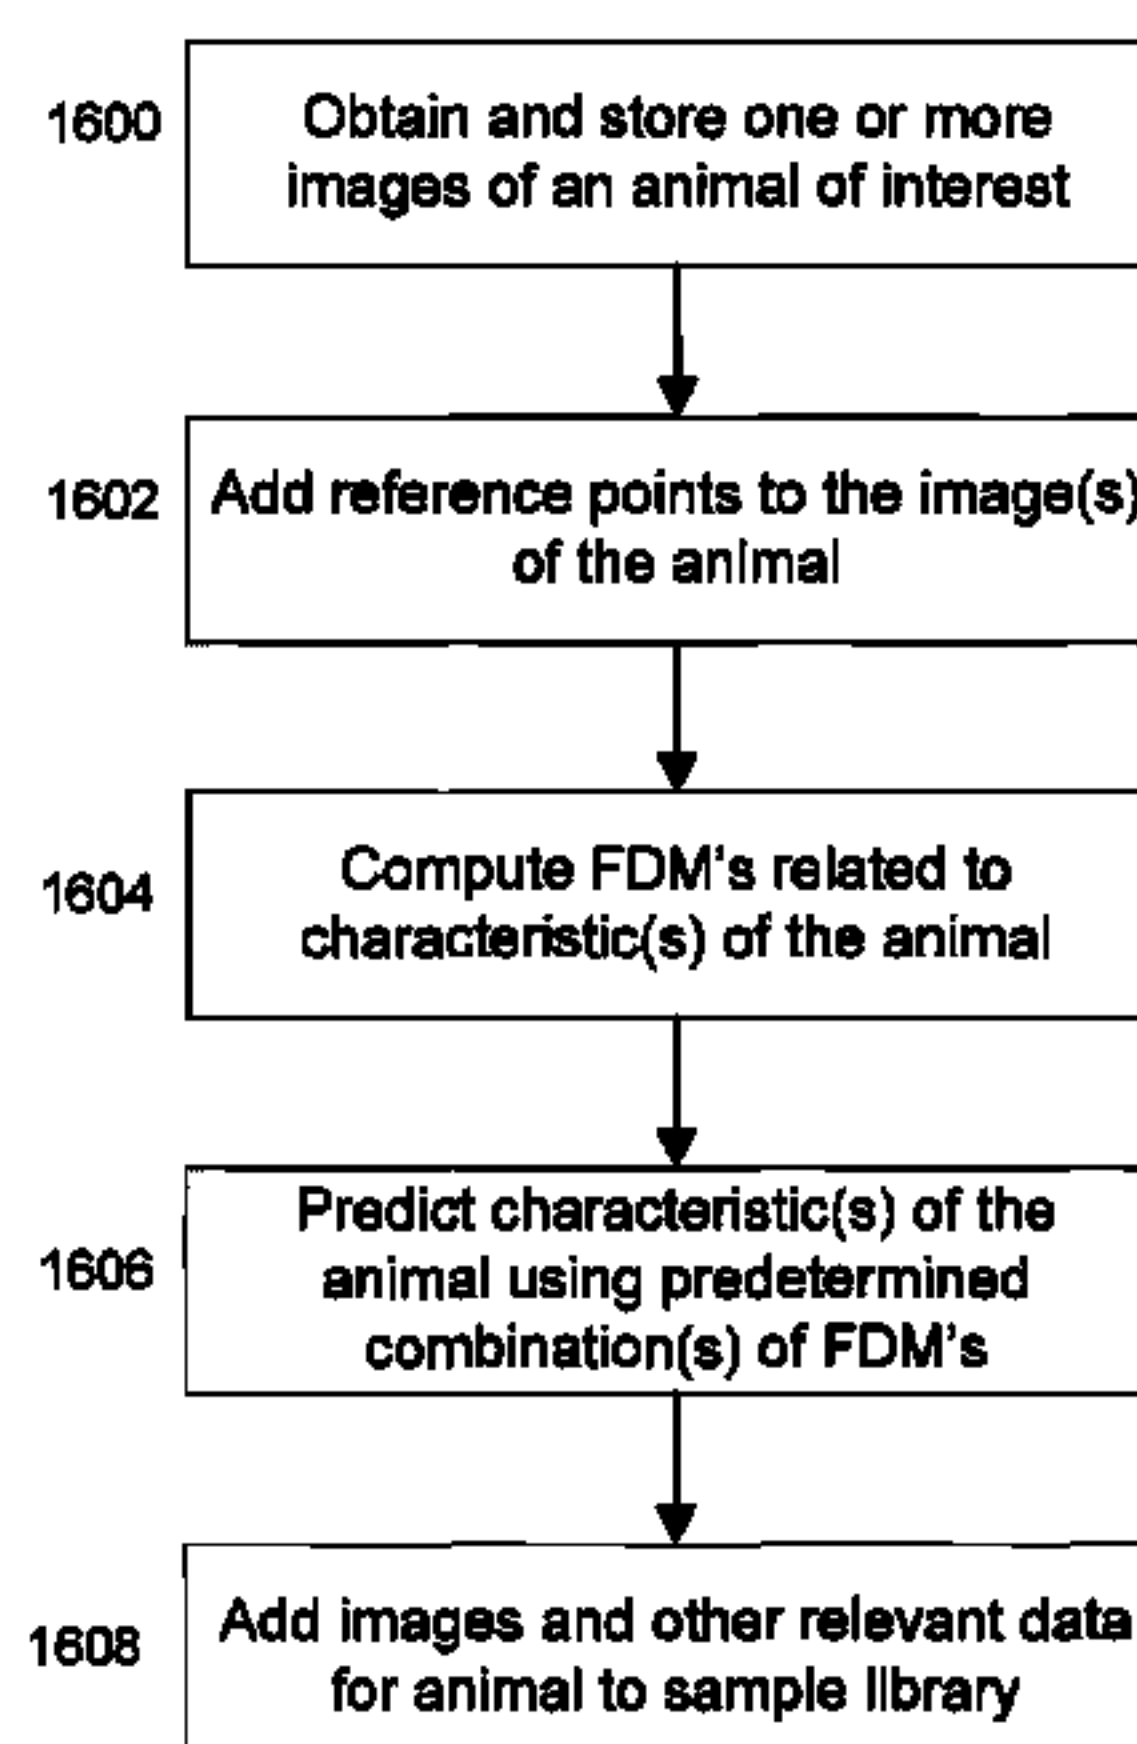 1600
Obtain and store one or more
images of an animal of interest
1602
Add reference points to the image(s)
of the animal
1604
Compute FDM's related to
characteristic(s) of the animal
1606
Predict characteristic(s) of the
animal using predetermined
combination(s) of FDM's
1608
Add images and other relevant data
for animal to sample library